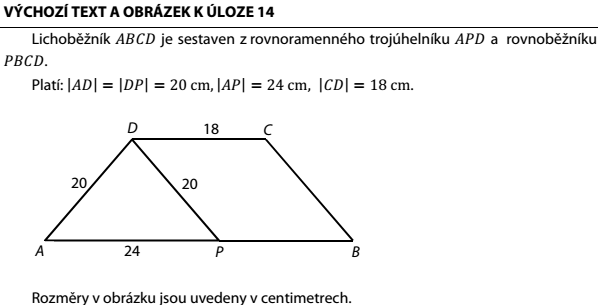 VÝCHOZÍ TEXT A OBRÁZEK K ÚLOZE 14
Lichoběžník ABCD je sestaven z rovnoramenného trojúhelníku APD a rovnoběžníku
PBCD.
Platí: |AD| = |DP| = 20 cm, |AP| = 24 cm, |CD| = 18 cm.
D 18 C
20 20
A 24 P B
Rozměry v obrázku jsou uvedeny v centimetrech.